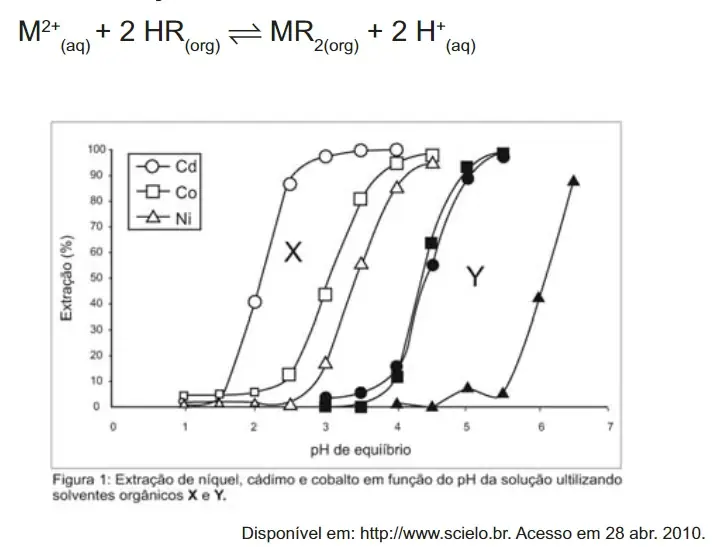 M2+(aq) + 2 HR(org) ⇌ MR2(org) + 2 H+(aq)
100
90
80
70
60
50
40
30
20
10
0
Extração (%)
Cd
Co
Ni
X
Y
0 1 2 3 4 5 6 7
pH de equiíbrio
Figura 1: Extração de níquel, cádimo e cobalto em função do pH da solução ultilizando
solventes orgânicos X e Y.
Disponível em: http://www.scielo.br. Acesso em 28 abr. 2010.